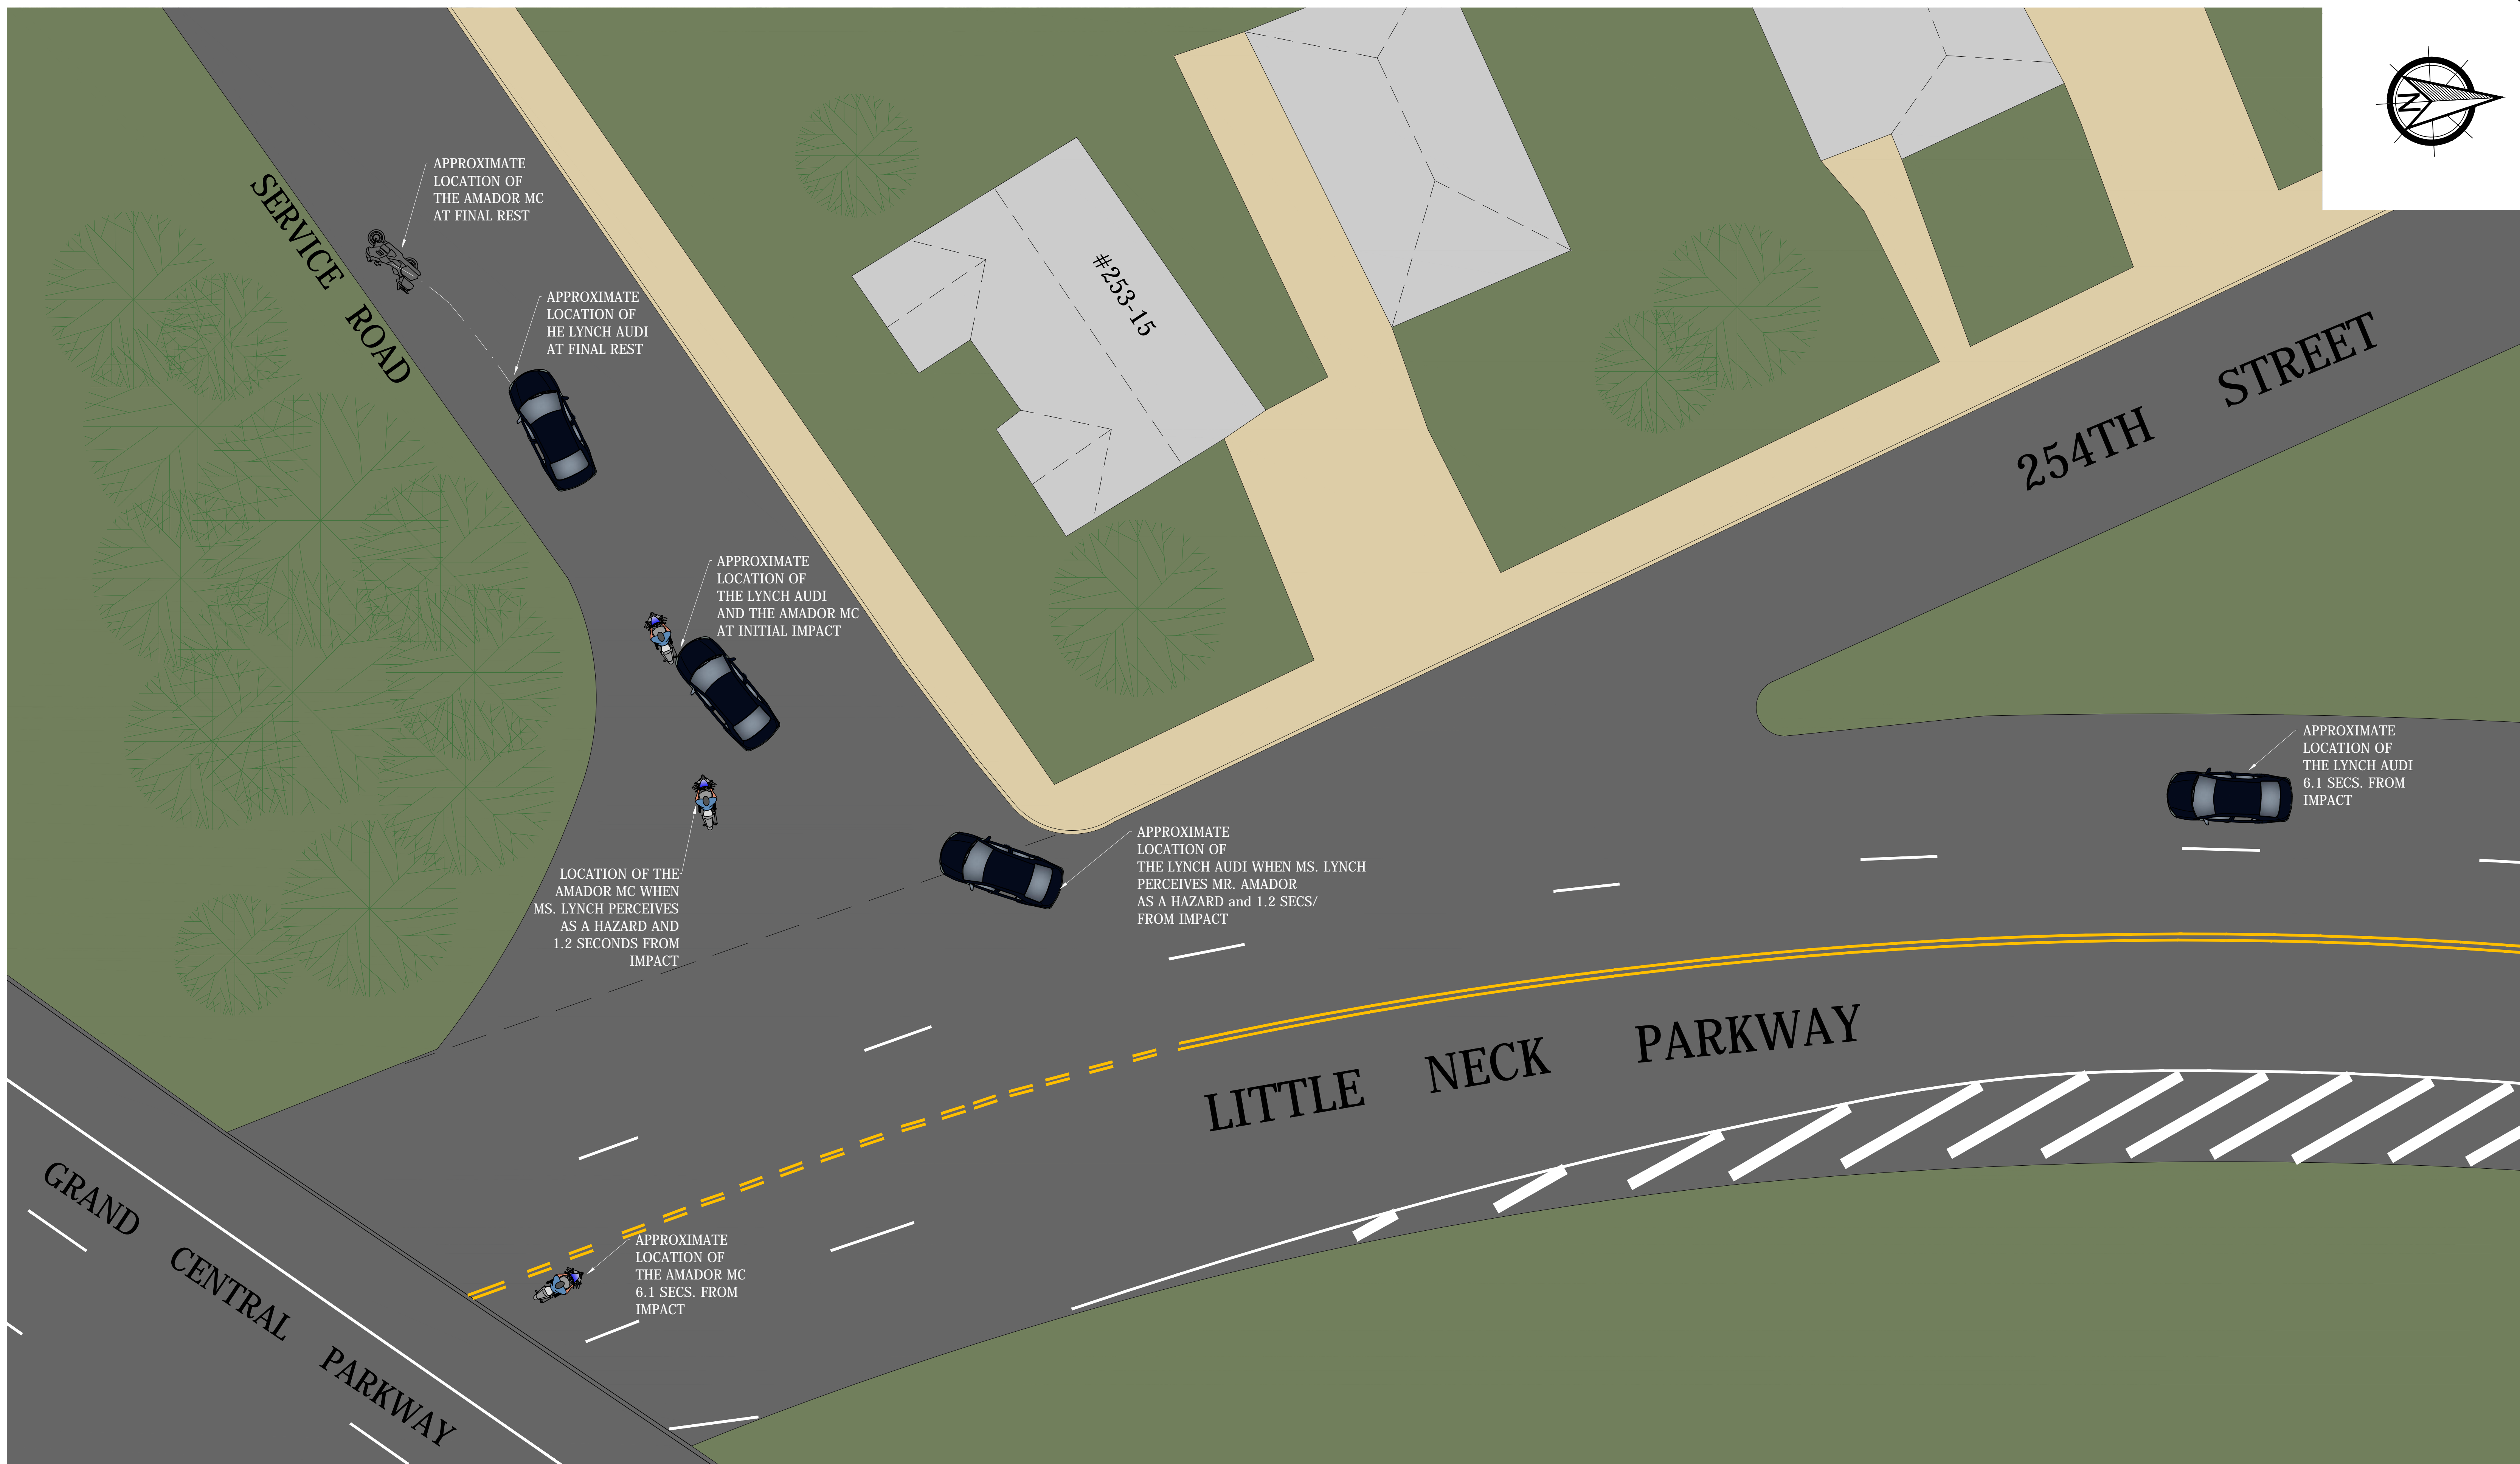 N
APPROXIMATE
LOCATION OF
THE AMADOR MC
AT FINAL REST
SERVICE ROAD
APPROXIMATE
LOCATION OF
HE LYNCH AUDI
AT FINAL REST
#253-15
254TH STREET
APPROXIMATE
LOCATION OF
THE LYNCH AUDI
AND THE AMADOR MC
AT INITIAL IMPACT
APPROXIMATE
LOCATION OF
THE LYNCH AUDI
6.1 SECS. FROM
IMPACT
APPROXIMATE
LOCATION OF
THE LYNCH AUDI WHEN MS. LYNCH
PERCEIVES MR. AMADOR
AS A HAZARD and 1.2 SECS/
FROM IMPACT
LOCATION OF THE
AMADOR MC WHEN
MS. LYNCH PERCEIVES
AS A HAZARD AND
1.2 SECONDS FROM
IMPACT
LITTLE NECK PARKWAY
GRAND CENTRAL PARKWAY
APPROXIMATE
LOCATION OF
THE AMADOR MC
6.1 SECS. FROM
IMPACT